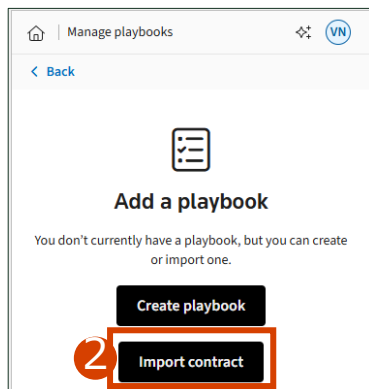 Manage playbooks
VN
Back
Add a playbook
You don't currently have a playbook, but you can create
or import one.
Create playbook
2
Import contract